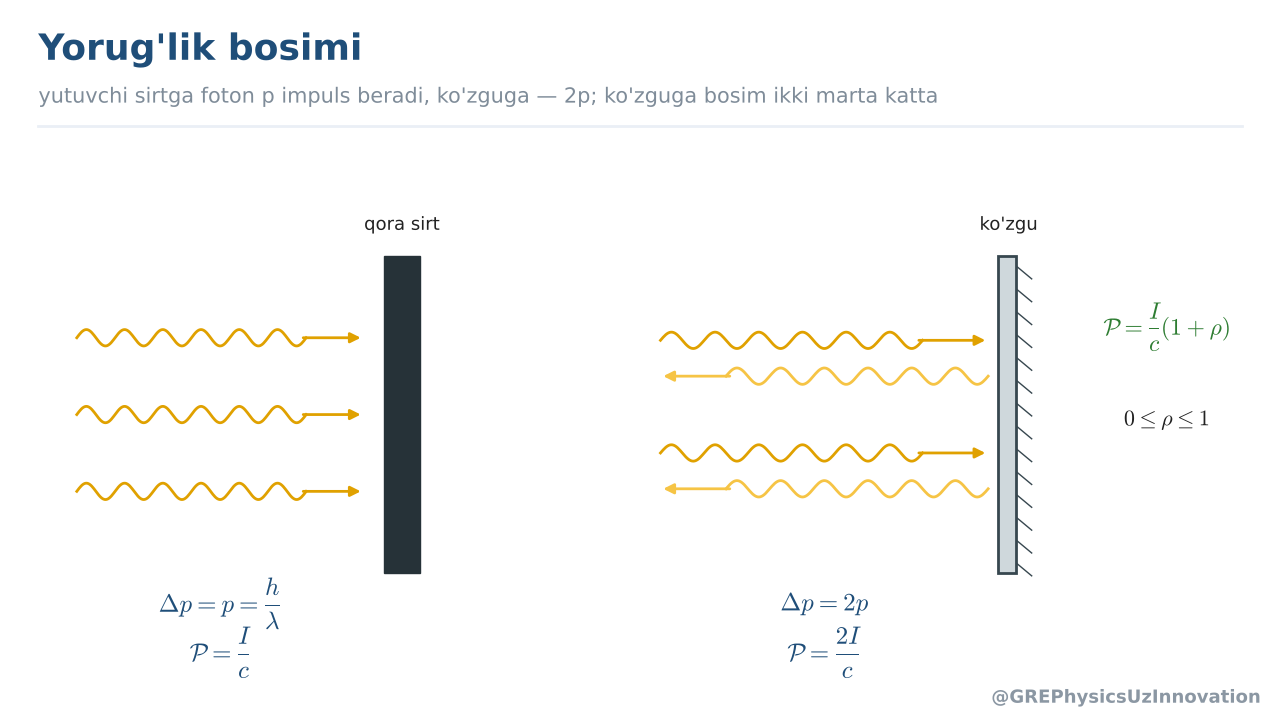 Yorug'lik bosimi
yutuvchi sirtga foton p impuls beradi, ko'zguga — 2p; ko'zguga bosim ikki marta katta
qora sirt
ko'zgu
𝒫 = I/c (1 + ρ)
0 ≤ ρ ≤ 1
Δp = p = h/λ
𝒫 = I/c
Δp = 2p
𝒫 = 2I/c
@GREPhysicsUzInnovation